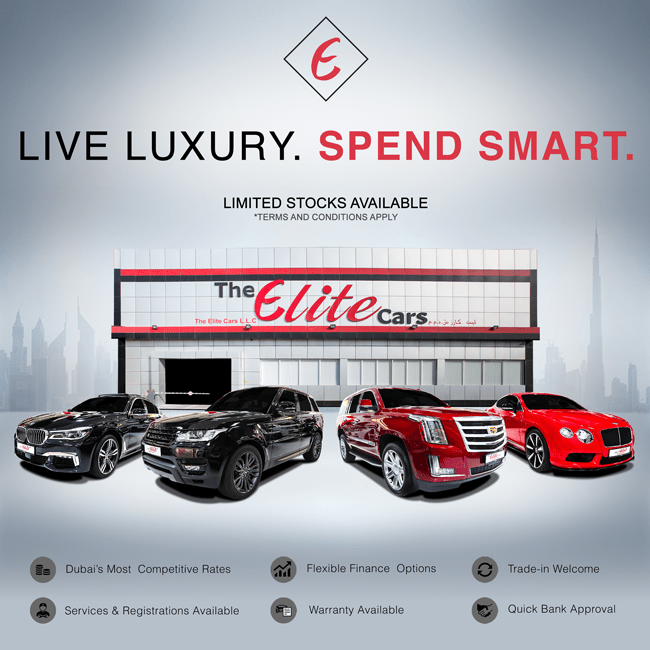 E
LIVE LUXURY. SPEND SMART.
LIMITED STOCKS AVAILABLE
*TERMS AND CONDITIONS APPLY
The Elite Cars
The Elite Cars L.L.C
Dubai's Most Competitive Rates
Flexible Finance Options
Trade-in Welcome
Services & Registrations Available
Warranty Available
Quick Bank Approval